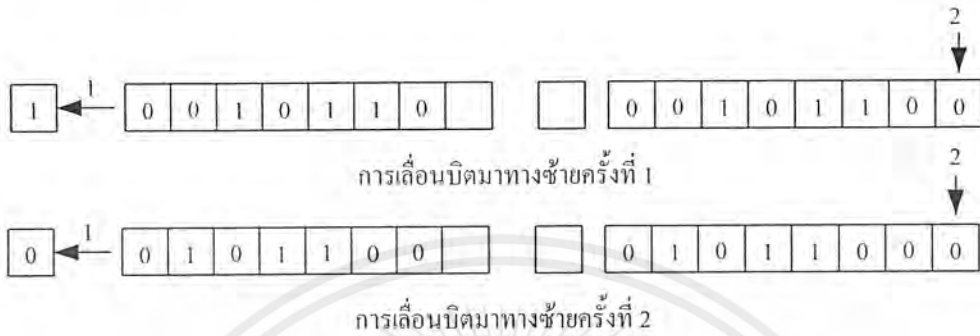 2
1 1 0 0 1 0 1 1 0 0 0 1 0 1 1 0 0
การเลื่อนบิตมาทางซ้ายครั้งที่ 1
2
0 1 0 1 0 1 1 0 0 0 1 0 1 1 0 0 0
การเลื่อนบิตมาทางซ้ายครั้งที่ 2